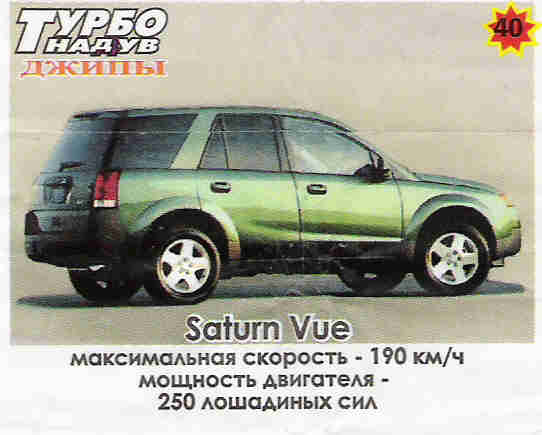 ТУРБО
НАДУВ
ДЖИПЫ
40
Saturn Vue
максимальная скорость - 190 км/ч
мощность двигателя -
250 лошадиных сил